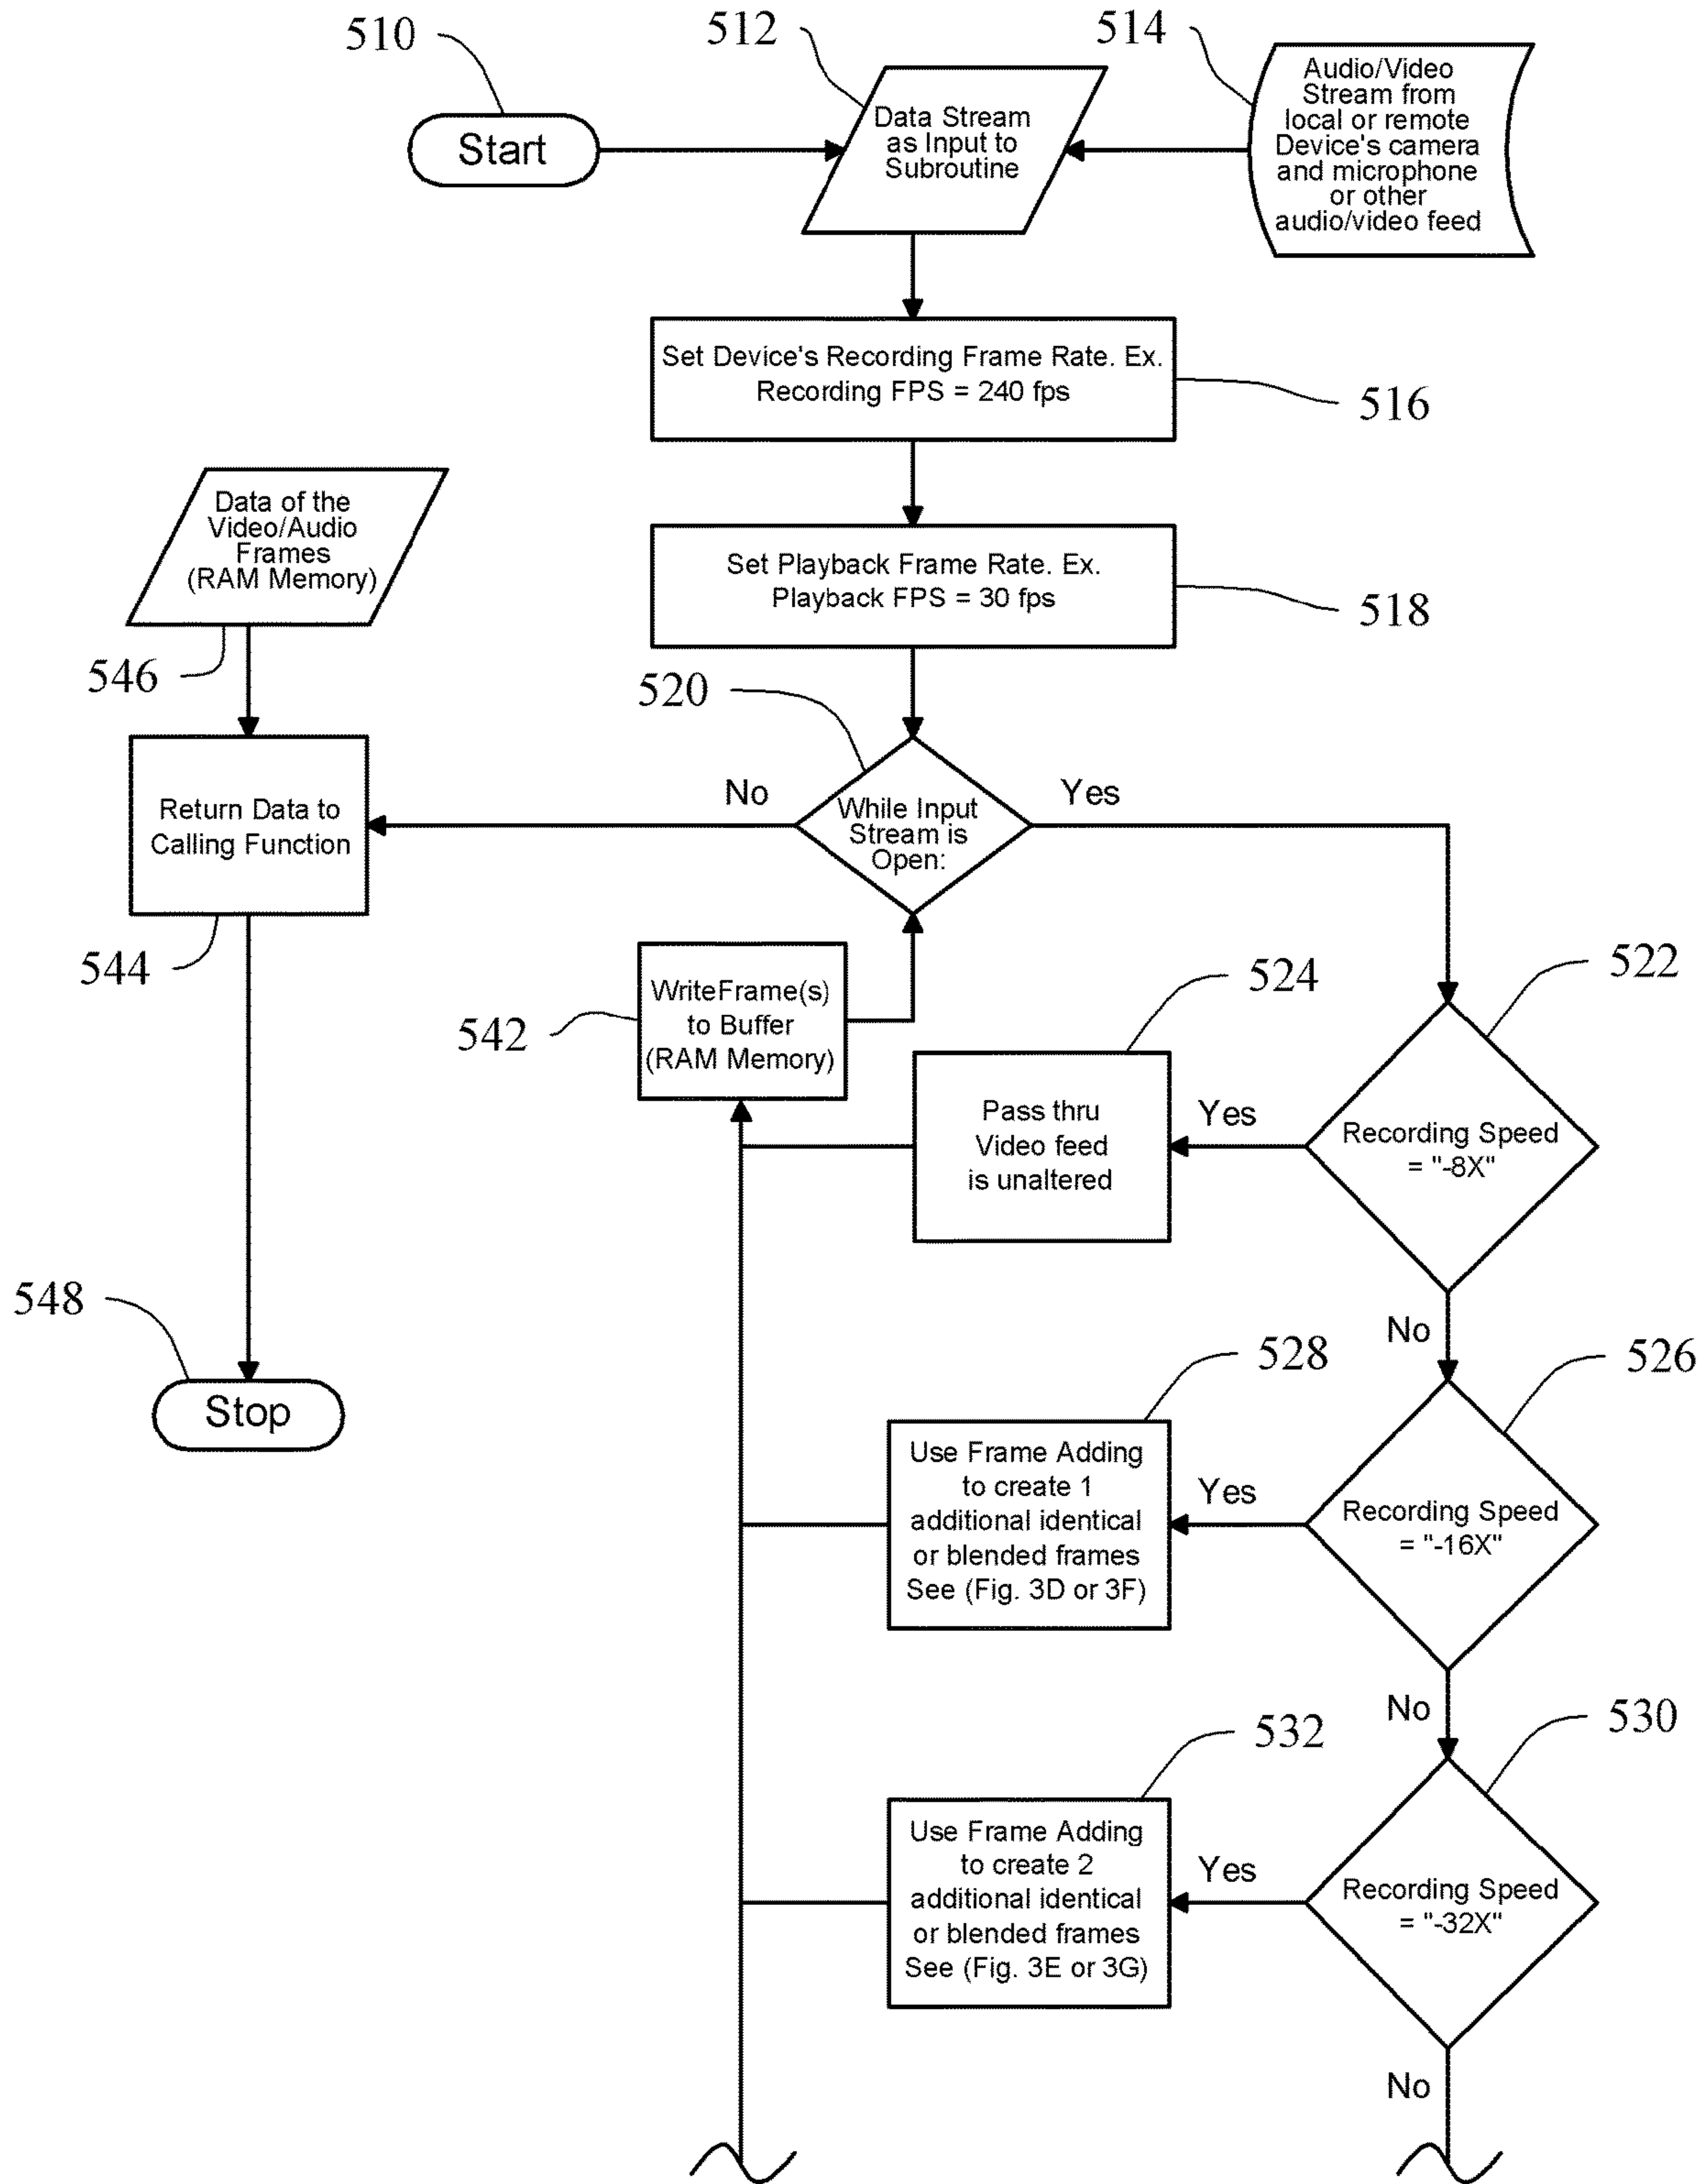 510
512
514
Start
Data Stream
as Input to
Subroutine
Audio/Video
Stream from
local or remote
Device's camera
and microphone
or other
audio/video feed
Set Device's Recording Frame Rate. Ex.
Recording FPS = 240 fps
516
Set Playback Frame Rate. Ex.
Playback FPS = 30 fps
518
Data of the
Video/Audio
Frames
(RAM Memory)
546
520
No
Yes
While Input
Stream is
Open:
Return Data to
Calling Function
544
WriteFrame(s)
to Buffer
(RAM Memory)
542
524
522
Pass thru
Video feed
is unaltered
Yes
Recording Speed
= "-8X"
No
548
Stop
528
526
Use Frame Adding
to create 1
additional identical
or blended frames
See (Fig. 3D or 3F)
Yes
Recording Speed
= "-16X"
No
532
530
Use Frame Adding
to create 2
additional identical
or blended frames
See (Fig. 3E or 3G)
Yes
Recording Speed
= "-32X"
No